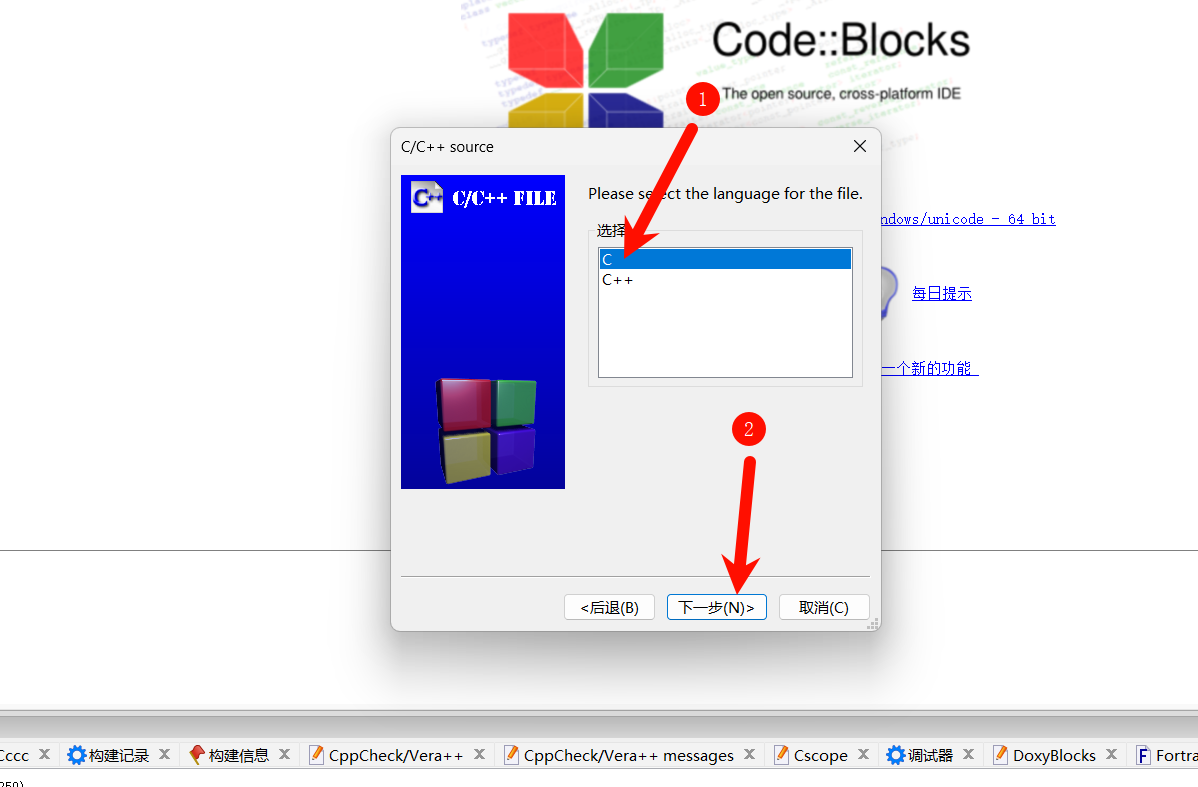 Code::Blocks
The open source, cross-platform IDE
1
C/C++ source
C++ C/C++ FILE
Please select the language for the file.
ndows/unicode - 64 bit
选择
C
C++
每日提示
一个新的功能
2
<后退(B)
下一步(N)>
取消(C)
Cccc
构建记录
构建信息
CppCheck/Vera++
CppCheck/Vera++ messages
Cscope
调试器
DoxyBlocks
Fortra